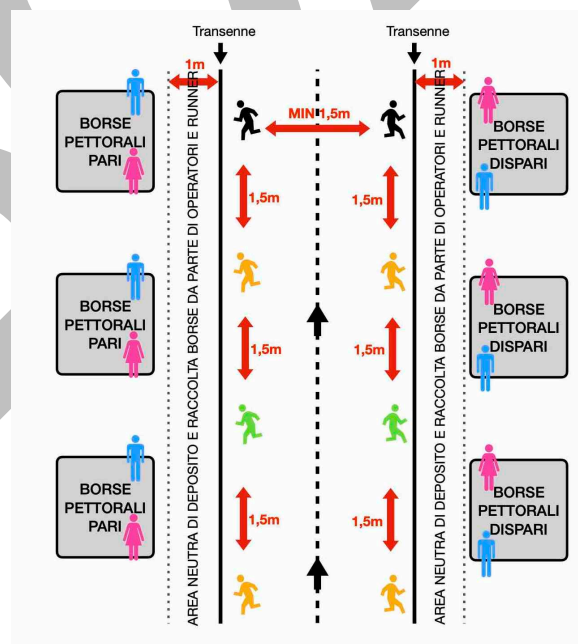 Transenne
Transenne
1m
1m
BORSE
PETTORALI
PARI
MIN 1,5m
BORSE
PETTORALI
DISPARI
1,5m
1,5m
AREA NEUTRA DI DEPOSITO E RACCOLTA BORSE DA PARTE DI OPERATORI E RUNNER
AREA NEUTRA DI DEPOSITO E RACCOLTA BORSE DA PARTE DI OPERATORI E RUNNER
BORSE
PETTORALI
PARI
1,5m
1,5m
BORSE
PETTORALI
DISPARI
BORSE
PETTORALI
PARI
1,5m
1,5m
BORSE
PETTORALI
DISPARI